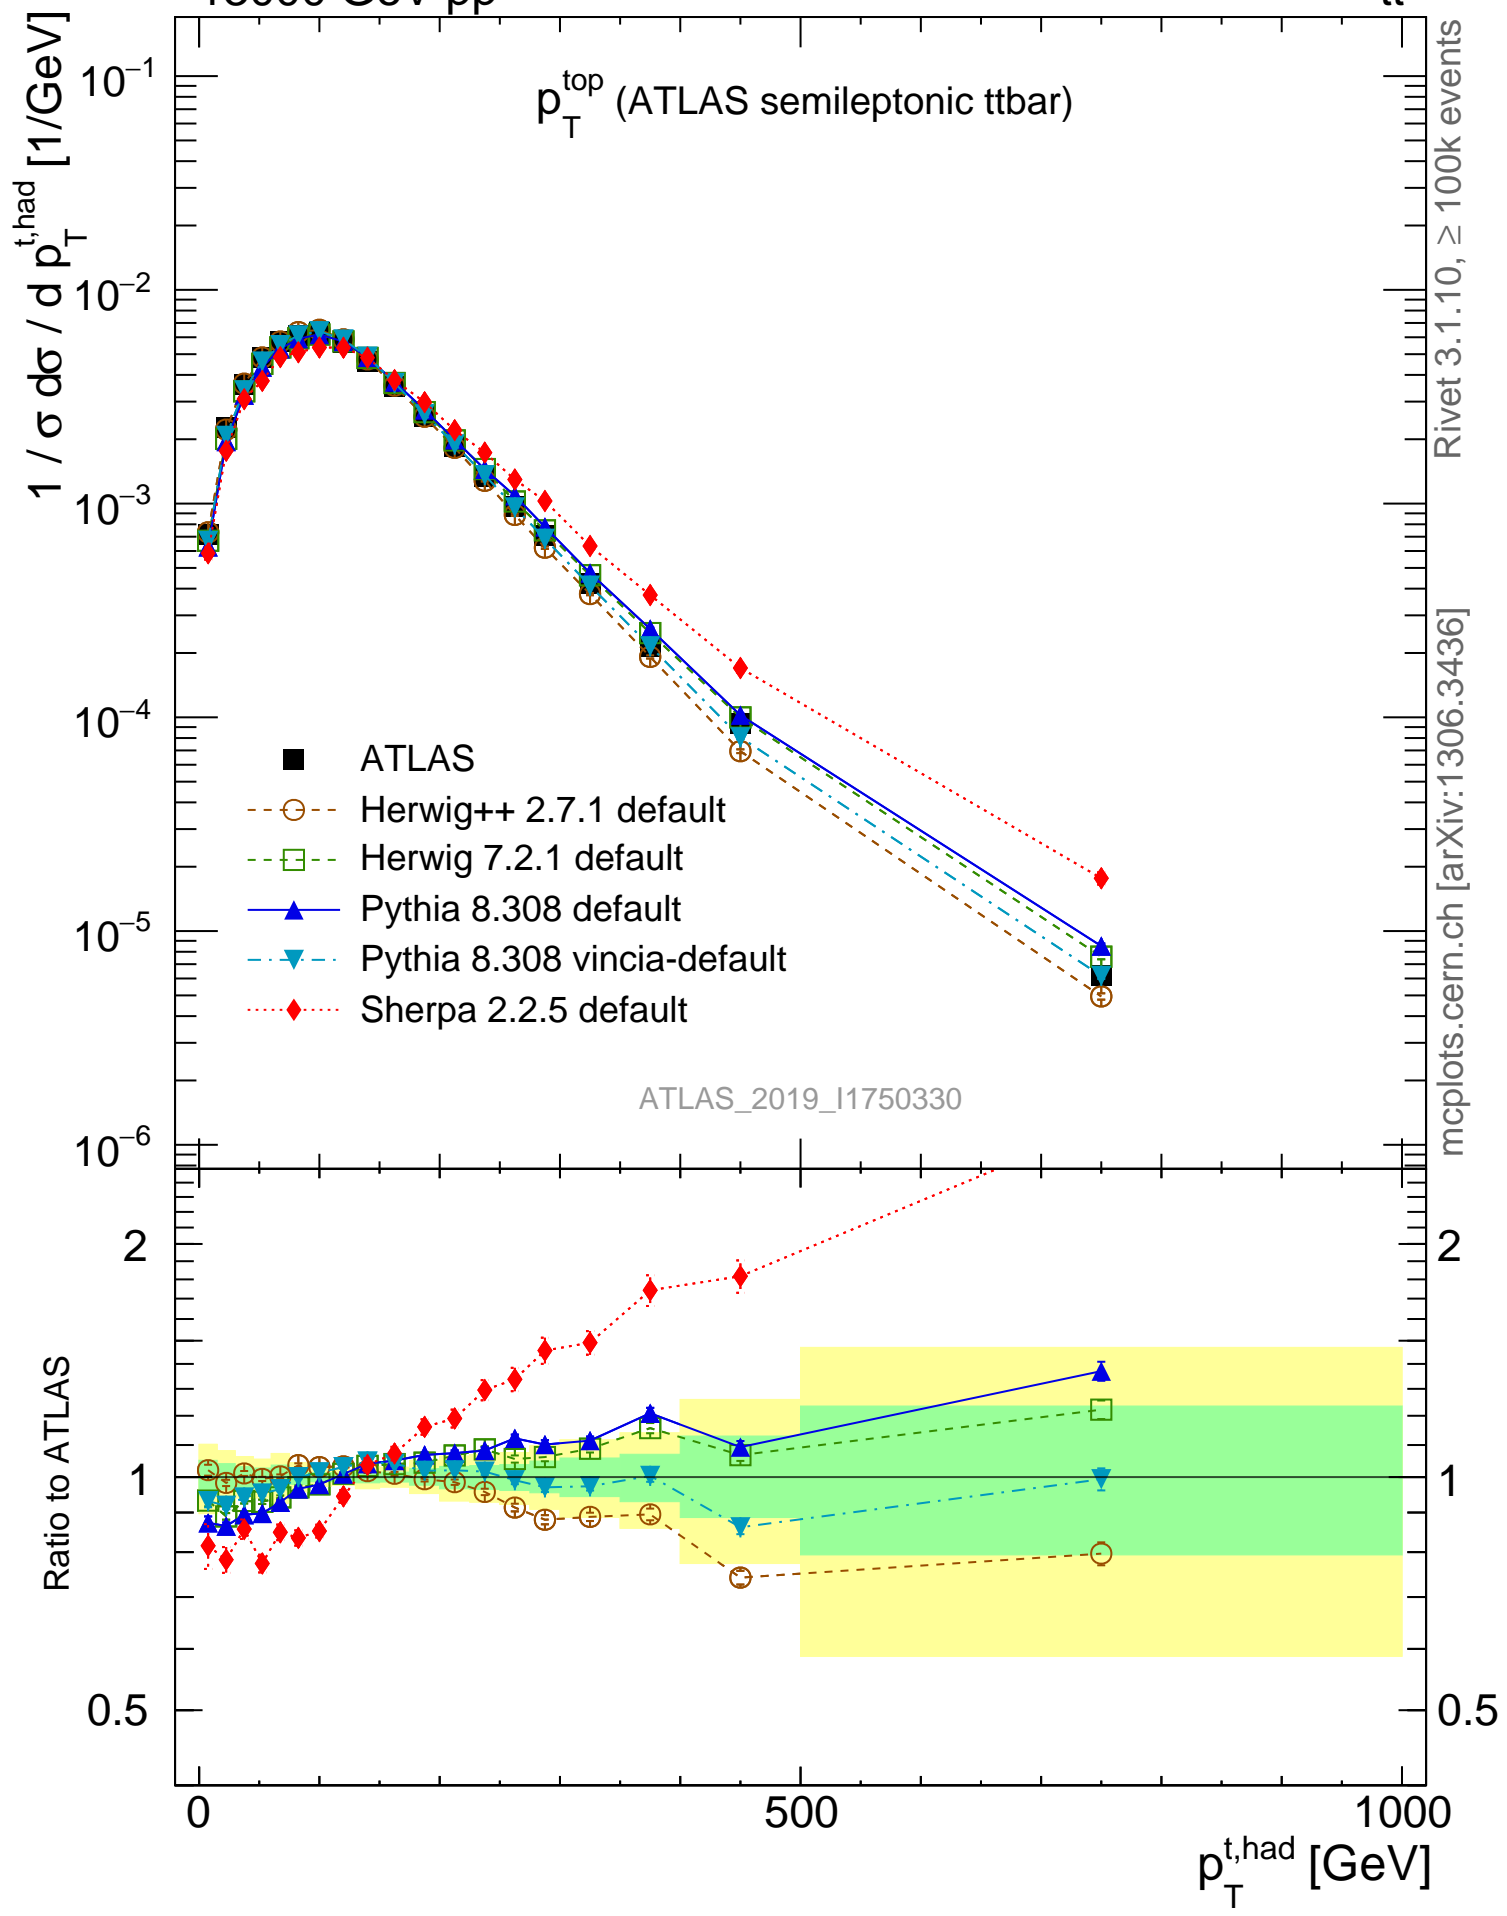 13000 GeV pp
tt
p_T^top (ATLAS semileptonic ttbar)
1 / σ dσ / d p_T^t,had [1/GeV]
10^−1
10^−2
10^−3
10^−4
10^−5
10^−6
ATLAS
Herwig++ 2.7.1 default
Herwig 7.2.1 default
Pythia 8.308 default
Pythia 8.308 vincia-default
Sherpa 2.2.5 default
ATLAS_2019_I1750330
Rivet 3.1.10, ≥ 100k events
mcplots.cern.ch [arXiv:1306.3436]
Ratio to ATLAS
2
1
0.5
2
1
0.5
0
500
1000
p_T^t,had [GeV]